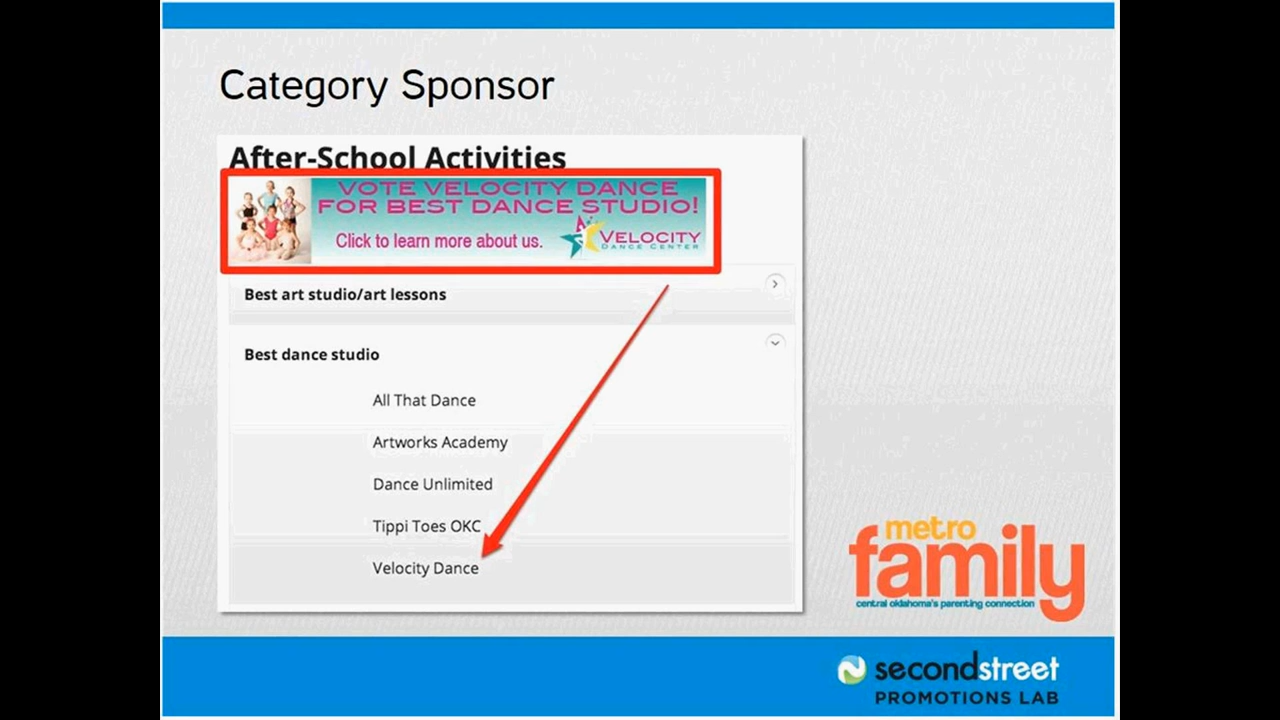 Category Sponsor
After-School Activities
VOTE VELOCITY DANCE
FOR BEST DANCE STUDIO!
Click to learn more about us.
VELOCITY
DANCE CENTER
Best art studio/art lessons
Best dance studio
All That Dance
Artworks Academy
Dance Unlimited
Tippi Toes OKC
Velocity Dance
metro
family
central oklahoma's parenting connection
secondstreet
PROMOTIONS LAB